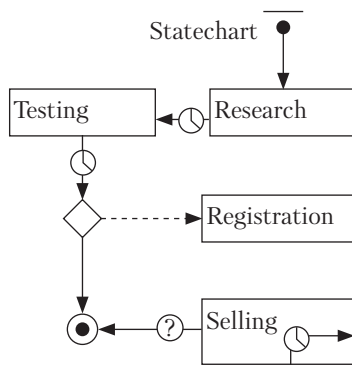 Statechart
Testing
Research
Registration
?
Selling